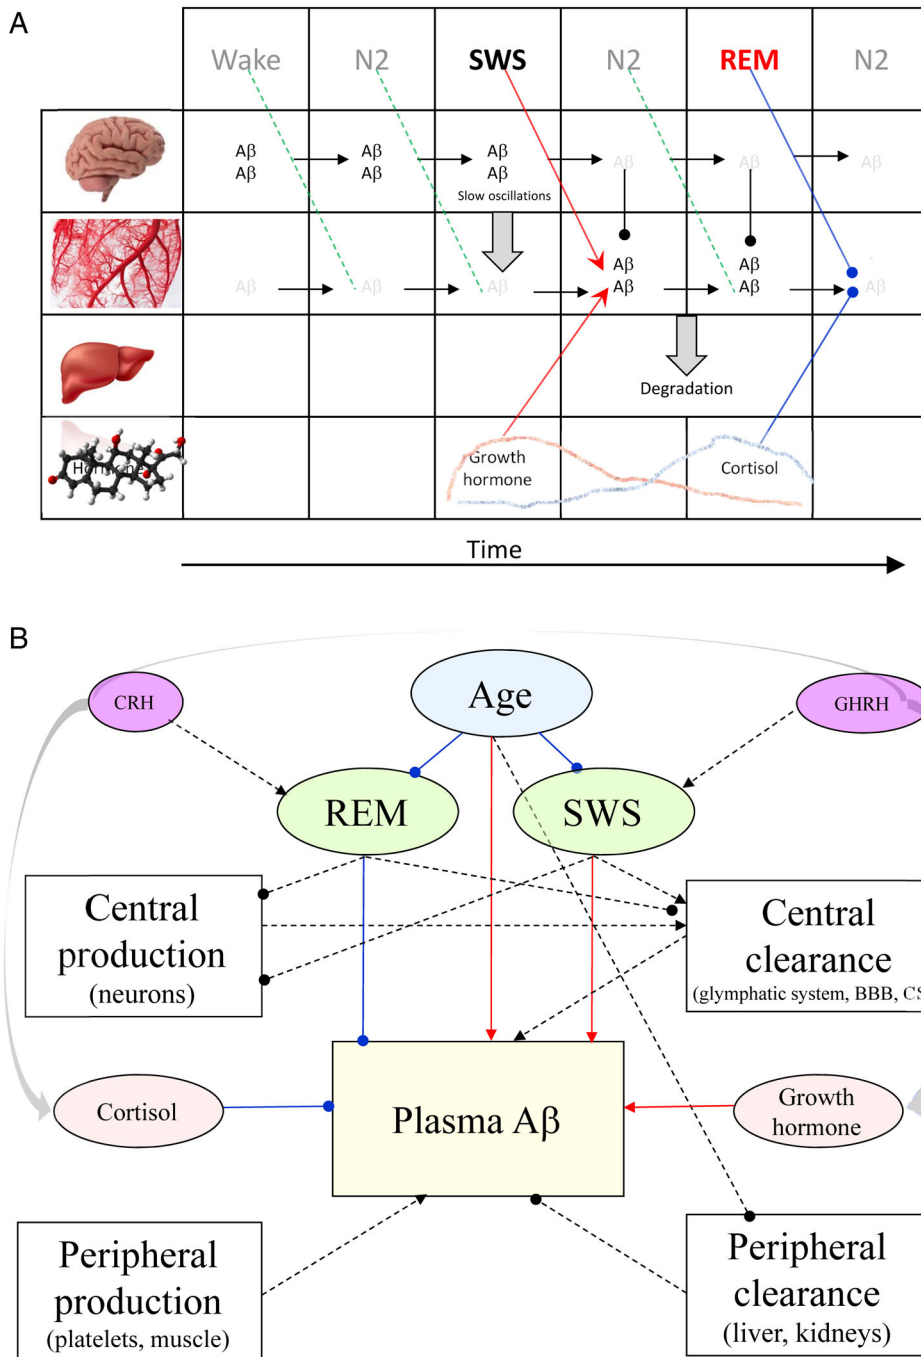 A
Wake N2 SWS N2 REM N2
Aβ Aβ Aβ Aβ Aβ Aβ
Aβ Aβ Aβ
Slow oscillations
Aβ Aβ
Aβ Aβ Aβ Aβ Aβ Aβ
Degradation
Growth
hormone
Cortisol
Time
B
CRH
Age
GHRH
REM
SWS
Central
production
(neurons)
Central
clearance
(glymphatic system, BBB, CS
Cortisol
Plasma Aβ
Growth
hormone
Peripheral
production
(platelets, muscle)
Peripheral
clearance
(liver, kidneys)